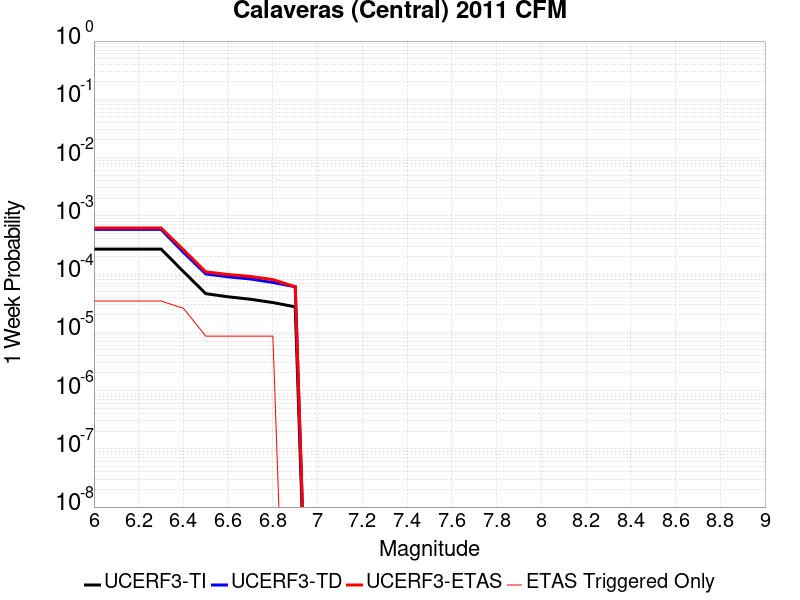 Calaveras (Central) 2011 CFM
10^0
10^-1
10^-2
10^-3
10^-4
10^-5
10^-6
10^-7
10^-8
1 Week Probability
6 6.2 6.4 6.6 6.8 7 7.2 7.4 7.6 7.8 8 8.2 8.4 8.6 8.8 9
Magnitude
UCERF3-TI UCERF3-TD UCERF3-ETAS ETAS Triggered Only